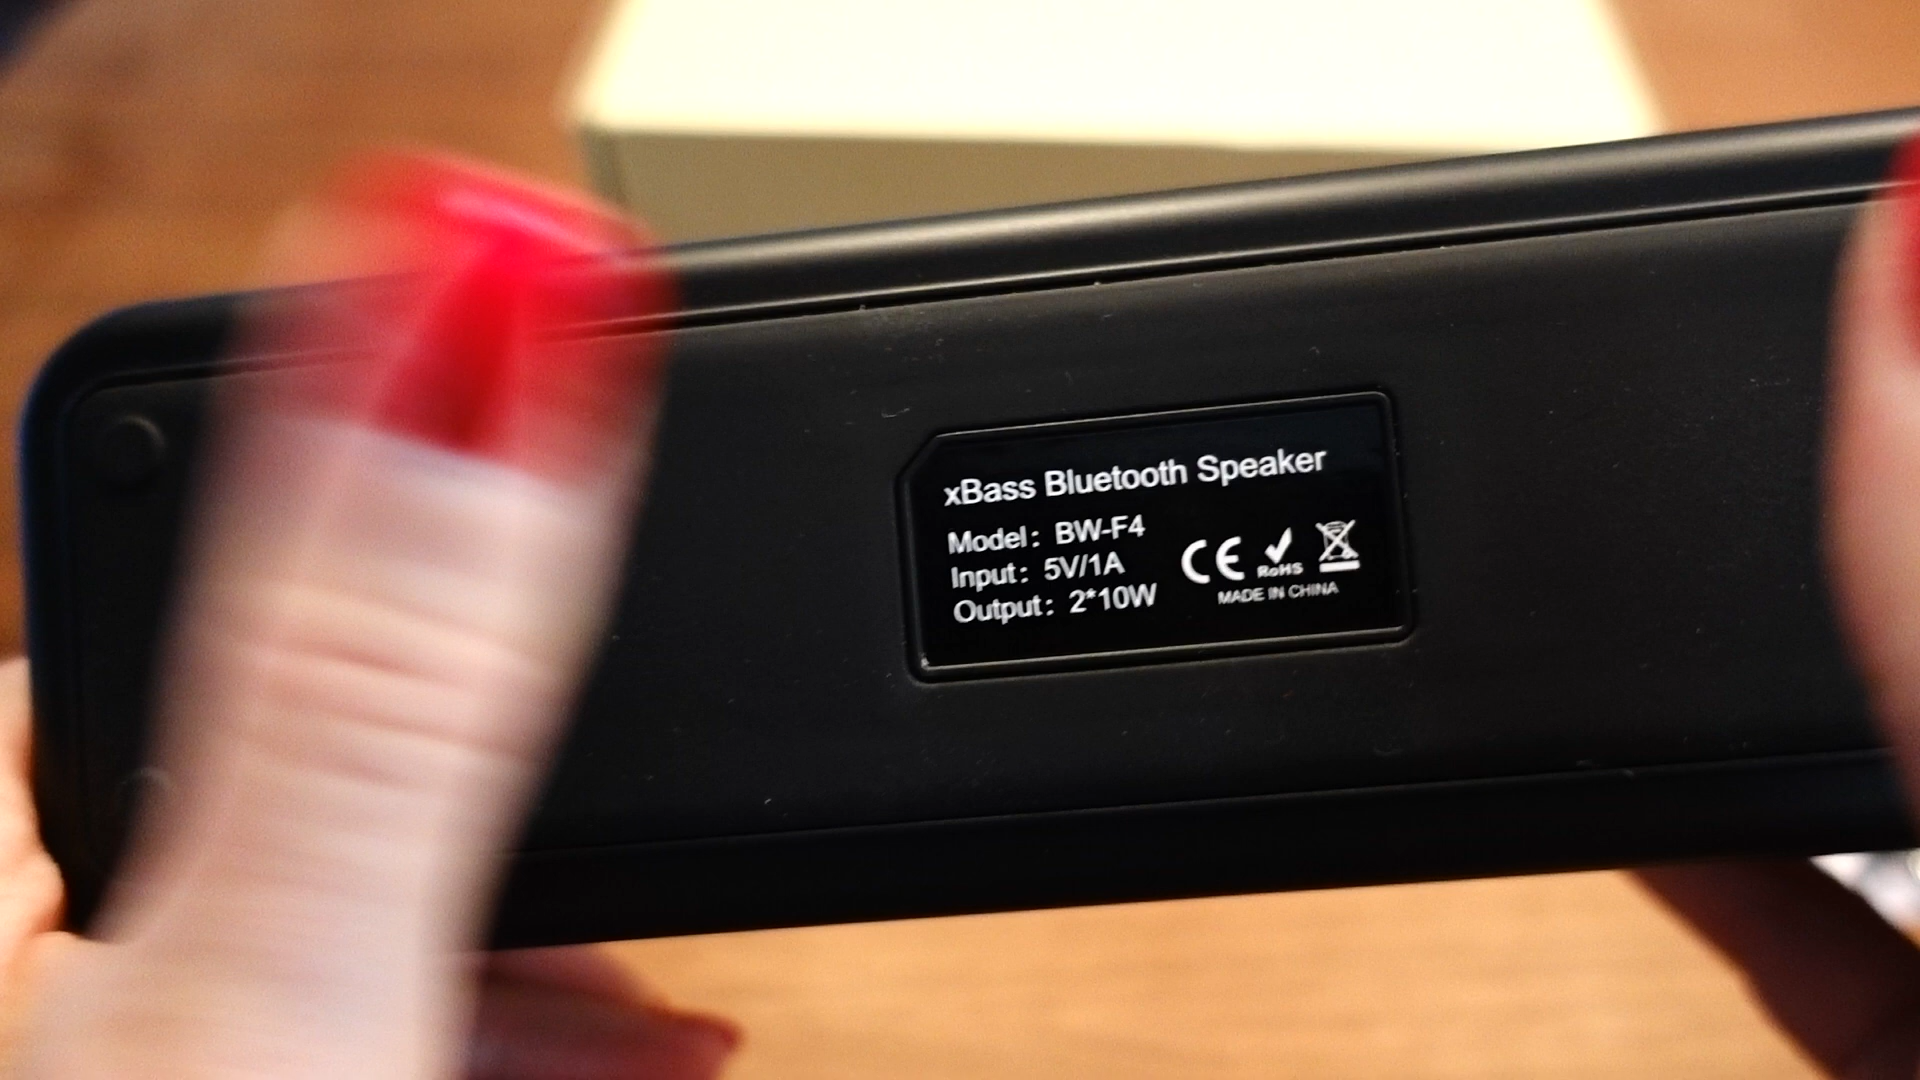 xBass Bluetooth Speaker
Model: BW-F4
Input: 5V/1A
Output: 2*10W
CE
RoHS
MADE IN CHINA